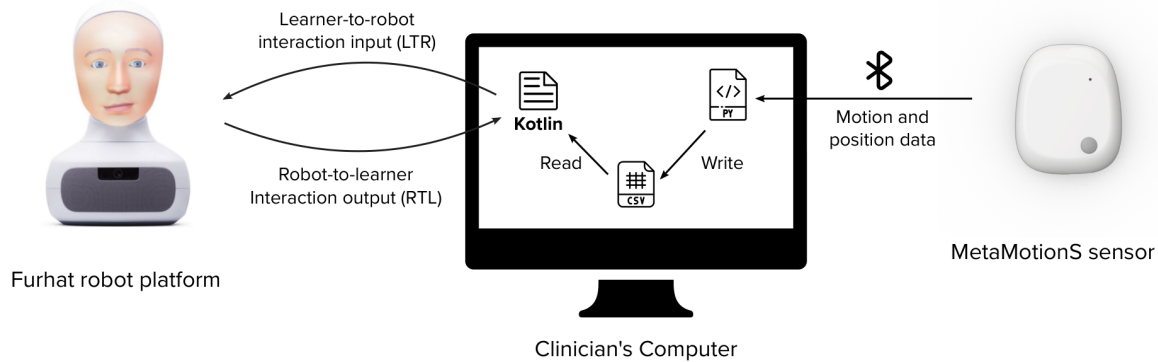 Learner-to-robot
interaction input (LTR)
Kotlin
</>
PY
Motion and
position data
Read
Write
CSV
Robot-to-learner
Interaction output (RTL)
MetaMotionS sensor
Furhat robot platform
Clinician's Computer